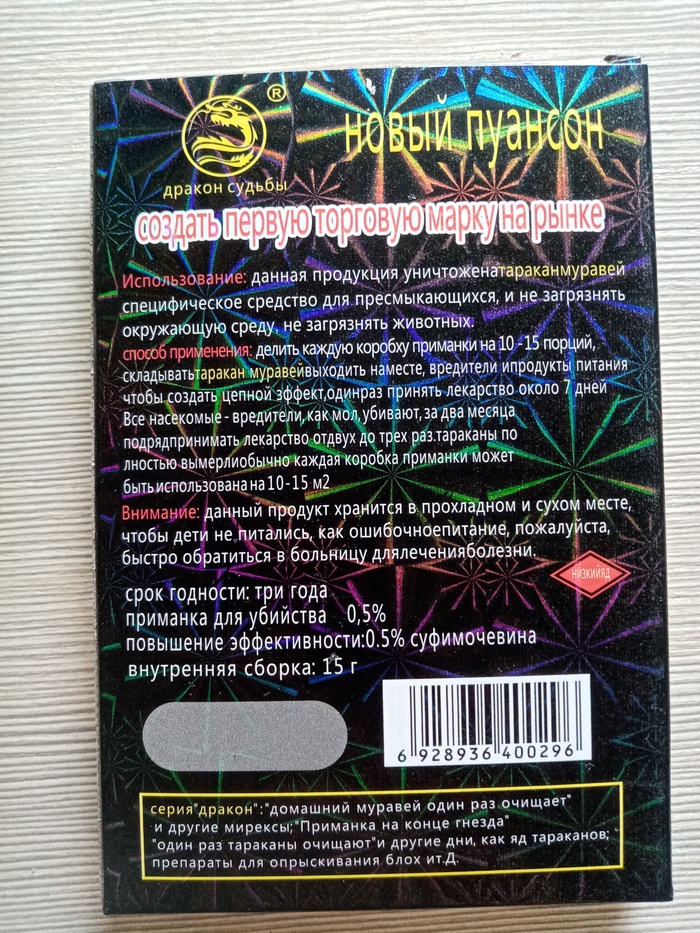 ®
новый пуансон
дракон судьбы
создать первую торговую марку на рынке
Использование: данная продукция уничтоженатараканмуравей
специфическое средство для пресмыкающихся, и не загрязнять
окружающую среду, не загрязнять животных.
способ применения: делить каждую коробху приманки на 10 -15 порций,
складыватьтаракан муравейвыходить наместе, вредители ипродукты питания
чтобы создать цепной эффект,одинраз принять лекарство около 7 дней
Все насекомые - вредители,как мол,убивают,за два месяца
подрядпринимать лекарство отдвух до трех раз.тараканы по
лностью вымерлиобычно каждая коробка приманки может
бытьиспользована на 10 - 15 м2
Внимание: данный продукт хранится в прохладном и сухом месте,
чтобы дети не питались, как ошибочноепитание, пожалуйста,
быстро обратиться в больницу длялеченияболезни.
низкийяд
срок годности: три года
приманка для убийства 0,5%
повышение эффективности:0.5% суфимочевина
внутренняя сборка: 15 г
6 928936 400296
серия"дракон":"домашний муравей один раз очищает"
и другие мирексы;"Приманка на конце гнезда"
"один раз тараканы очищают"и другие дни, как яд тараканов;
препараты для опрыскивания блох ит.Д.